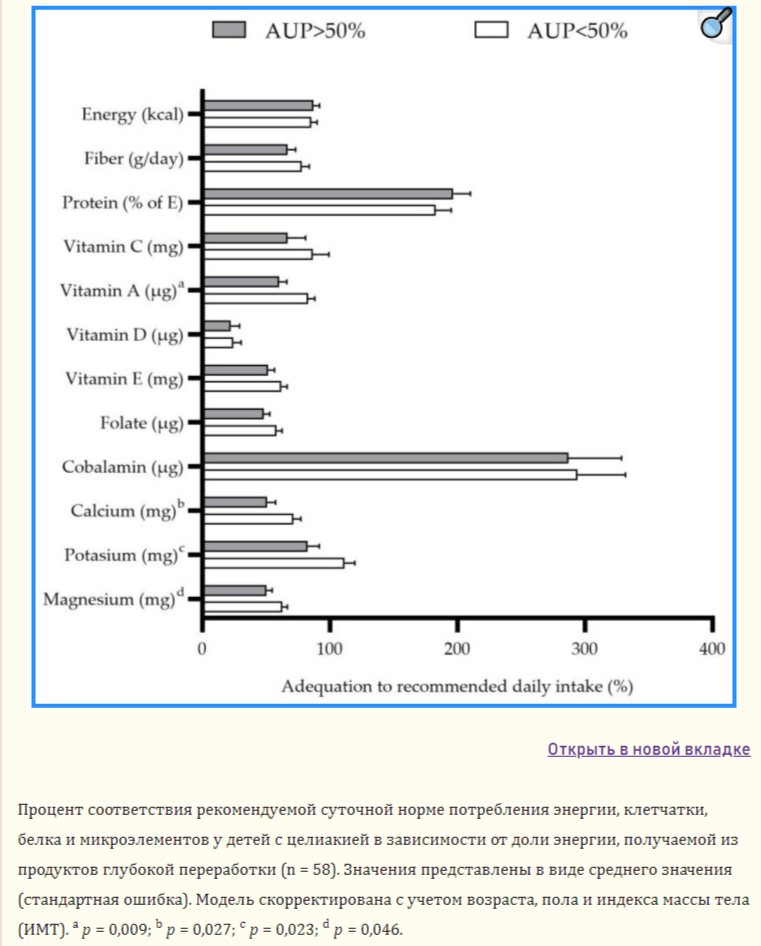 AUP>50% AUP<50%
Energy (kcal)
Fiber (g/day)
Protein (% of E)
Vitamin C (mg)
Vitamin A (µg)ᵃ
Vitamin D (µg)
Vitamin E (mg)
Folate (µg)
Cobalamin (µg)
Calcium (mg)ᵇ
Potasium (mg)ᶜ
Magnesium (mg)ᵈ
0 100 200 300 400
Adequation to recommended daily intake (%)
Открыть в новой вкладке
Процент соответствия рекомендуемой суточной норме потребления энергии, клетчатки,
белка и микроэлементов у детей с целиакией в зависимости от доли энергии, получаемой из
продуктов глубокой переработки (n = 58). Значения представлены в виде среднего значения
(стандартная ошибка). Модель скорректирована с учетом возраста, пола и индекса массы тела
(ИМТ). ᵃ p = 0,009; ᵇ p = 0,027; ᶜ p = 0,023; ᵈ p = 0,046.